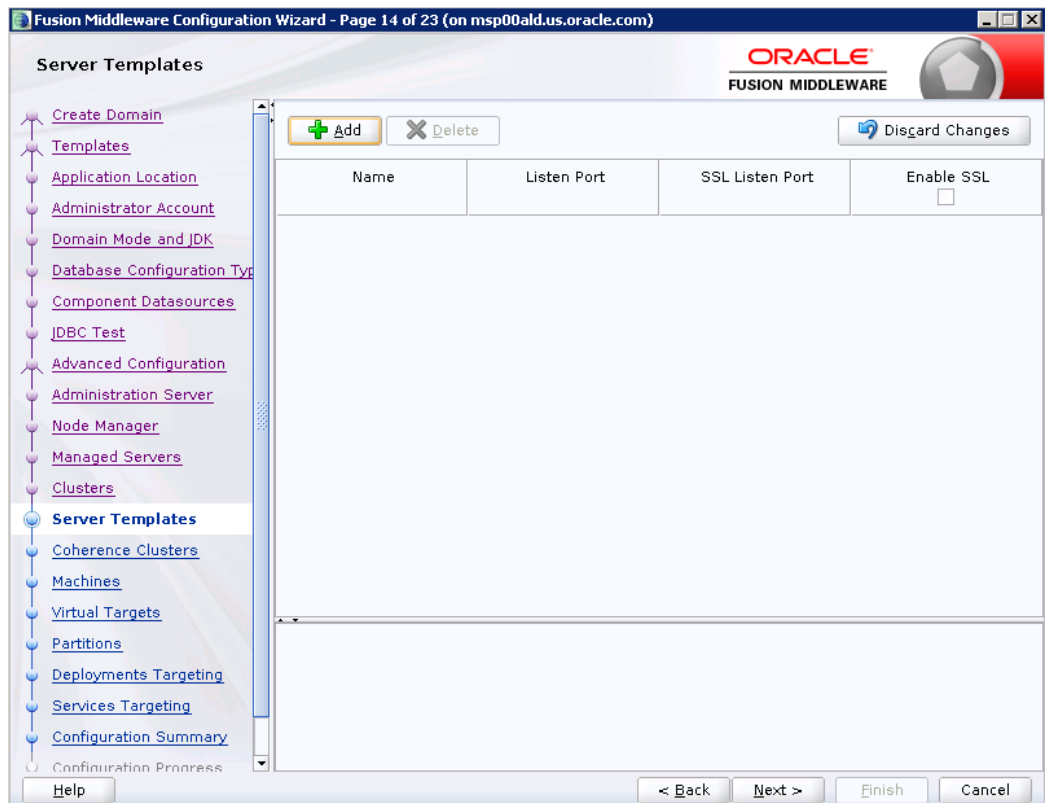 Fusion Middleware Configuration Wizard - Page 14 of 23 (on msp00ald.us.oracle.com)
Server Templates
ORACLE
FUSION MIDDLEWARE
Create Domain
Templates
Application Location
Administrator Account
Domain Mode and JDK
Database Configuration Typ
Component Datasources
JDBC Test
Advanced Configuration
Administration Server
Node Manager
Managed Servers
Clusters
Server Templates
Coherence Clusters
Machines
Virtual Targets
Partitions
Deployments Targeting
Services Targeting
Configuration Summary
Configuration Progress
Add Delete Discard Changes
Name Listen Port SSL Listen Port Enable SSL
Help < Back Next > Finish Cancel